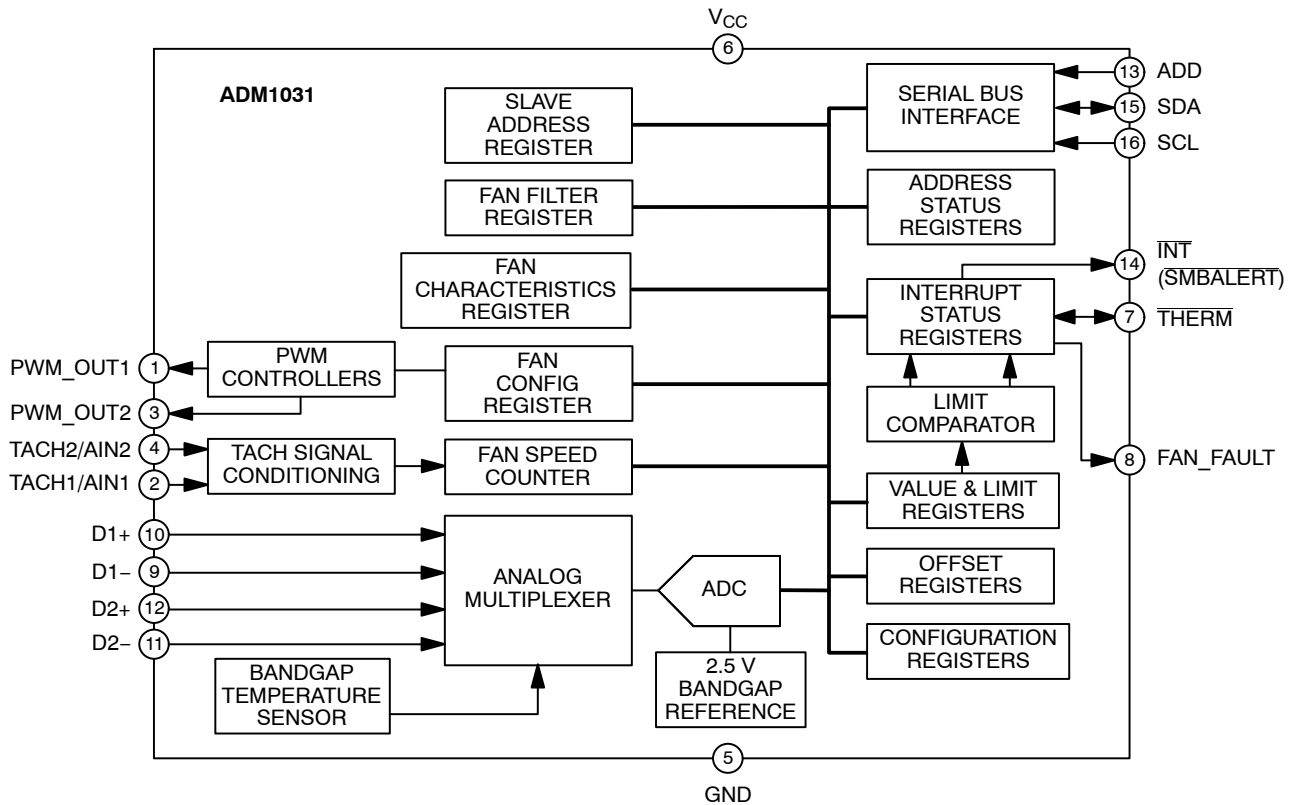 VCC
6
ADM1031
SLAVE
ADDRESS
REGISTER
SERIAL BUS
INTERFACE
13 ADD
15 SDA
16 SCL
FAN FILTER
REGISTER
ADDRESS
STATUS
REGISTERS
FAN
CHARACTERISTICS
REGISTER
INTERRUPT
STATUS
REGISTERS
14 INT
(SMBALERT)
7 THERM
PWM_OUT1 1
PWM_OUT2 3
PWM
CONTROLLERS
FAN
CONFIG
REGISTER
LIMIT
COMPARATOR
TACH2/AIN2 4
TACH1/AIN1 2
TACH SIGNAL
CONDITIONING
FAN SPEED
COUNTER
8 FAN_FAULT
VALUE & LIMIT
REGISTERS
D1+ 10
D1− 9
D2+ 12
D2− 11
ANALOG
MULTIPLEXER
ADC
OFFSET
REGISTERS
CONFIGURATION
REGISTERS
BANDGAP
TEMPERATURE
SENSOR
2.5 V
BANDGAP
REFERENCE
5
GND